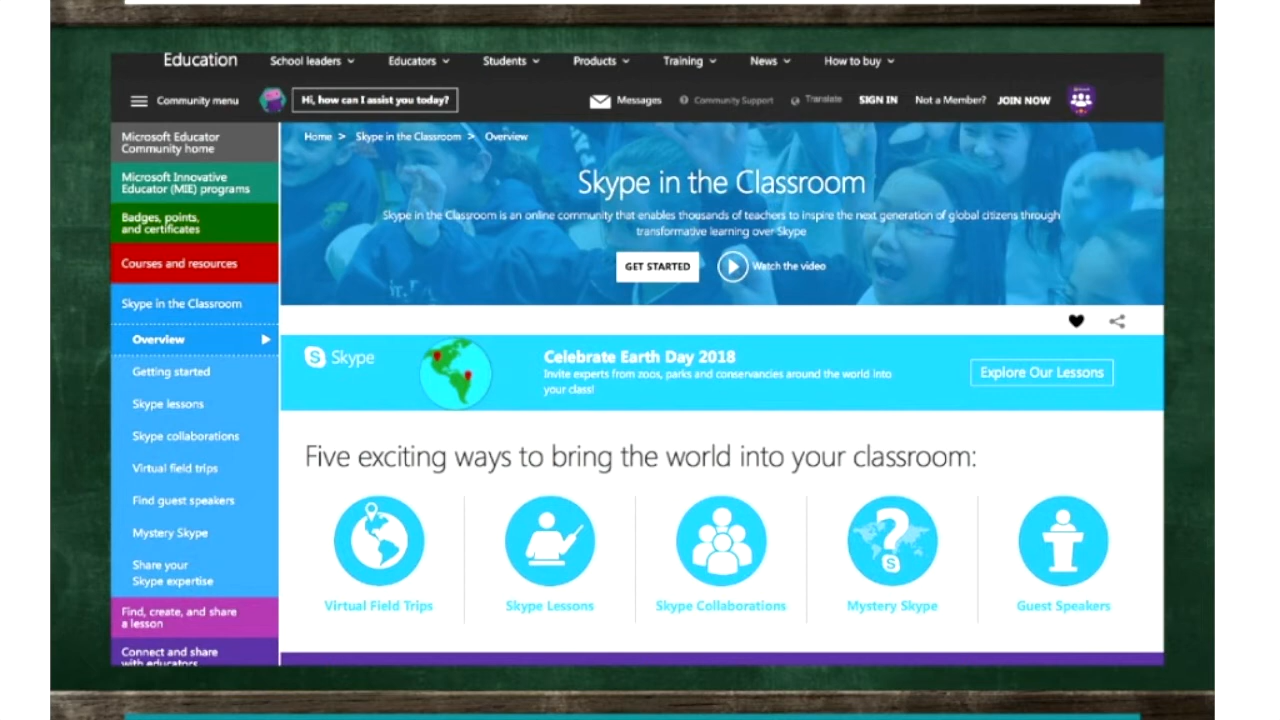 Education
School leaders
Educators
Students
Products
Training
News
How to buy
Community menu
Hi, how can I assist you today?
Messages
Community Support
Translate
SIGN IN
Not a Member?
JOIN NOW
Microsoft Educator
Community home
Microsoft Innovative
Educator (MIE) programs
Badges, points,
and certificates
Courses and resources
Skype in the Classroom
Overview
Getting started
Skype lessons
Skype collaborations
Virtual field trips
Find guest speakers
Mystery Skype
Share your
Skype expertise
Find, create, and share
a lesson
Connect and share
with educators
Home > Skype in the Classroom > Overview
Skype in the Classroom
Skype in the Classroom is an online community that enables thousands of teachers to inspire the next generation of global citizens through
transformative learning over Skype
GET STARTED
Watch the video
Skype
Celebrate Earth Day 2018
Invite experts from zoos, parks and conservancies around the world into
your class!
Explore Our Lessons
Five exciting ways to bring the world into your classroom:
Virtual Field Trips
Skype Lessons
Skype Collaborations
Mystery Skype
Guest Speakers